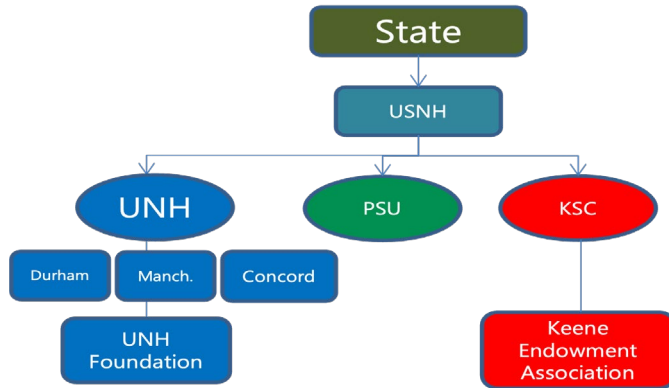 State
USNH
UNH
PSU
KSC
Durham
Manch.
Concord
UNH
Foundation
Keene
Endowment
Association